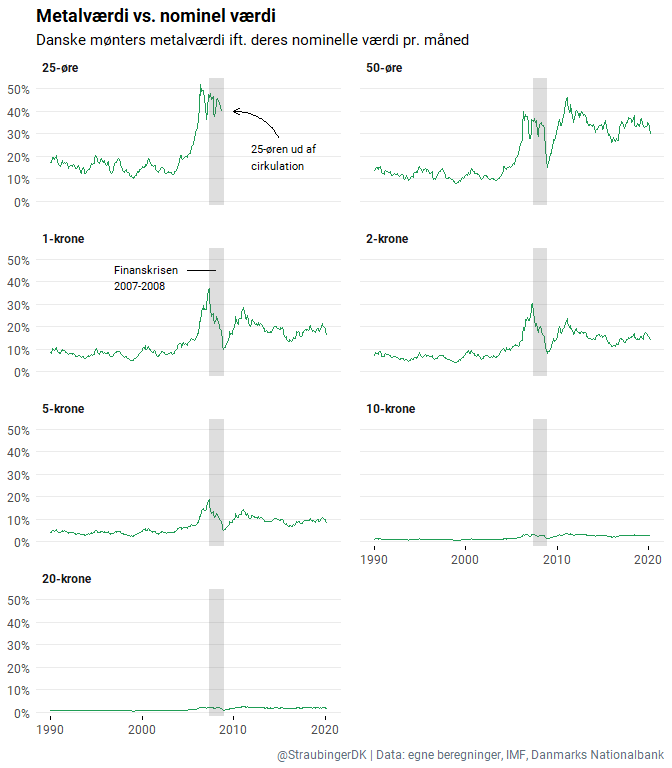 Metalværdi vs. nominel værdi
Danske mønters metalværdi ift. deres nominelle værdi pr. måned
25-øre
50-øre
50%
40%
30%
20%
10%
0%
25-øren ud af
cirkulation
1-krone
2-krone
50%
40%
30%
20%
10%
0%
Finanskrisen
2007-2008
5-krone
10-krone
50%
40%
30%
20%
10%
0%
1990
2000
2010
2020
20-krone
50%
40%
30%
20%
10%
0%
1990
2000
2010
2020
@StraubingerDK | Data: egne beregninger, IMF, Danmarks Nationalbank